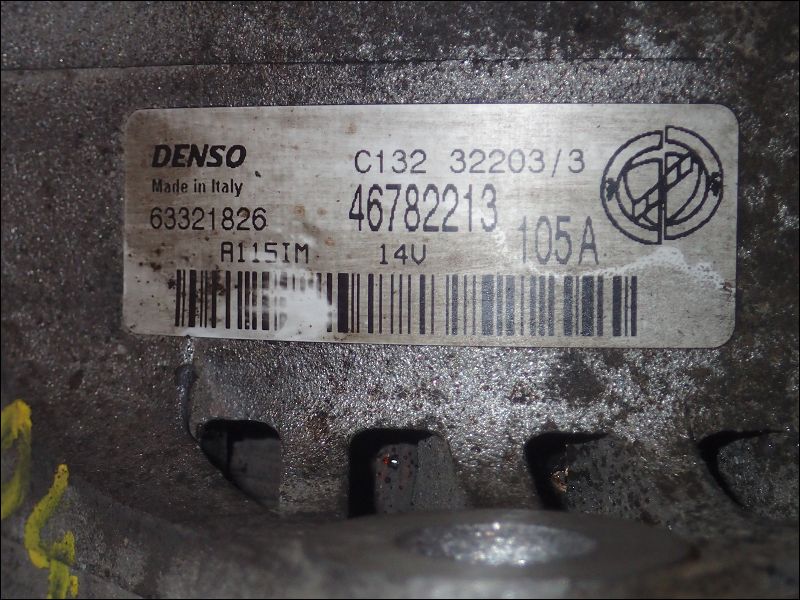 DENSO C132 32203/3
Made in Italy 46782213
63321826 105A
A115IM 14V